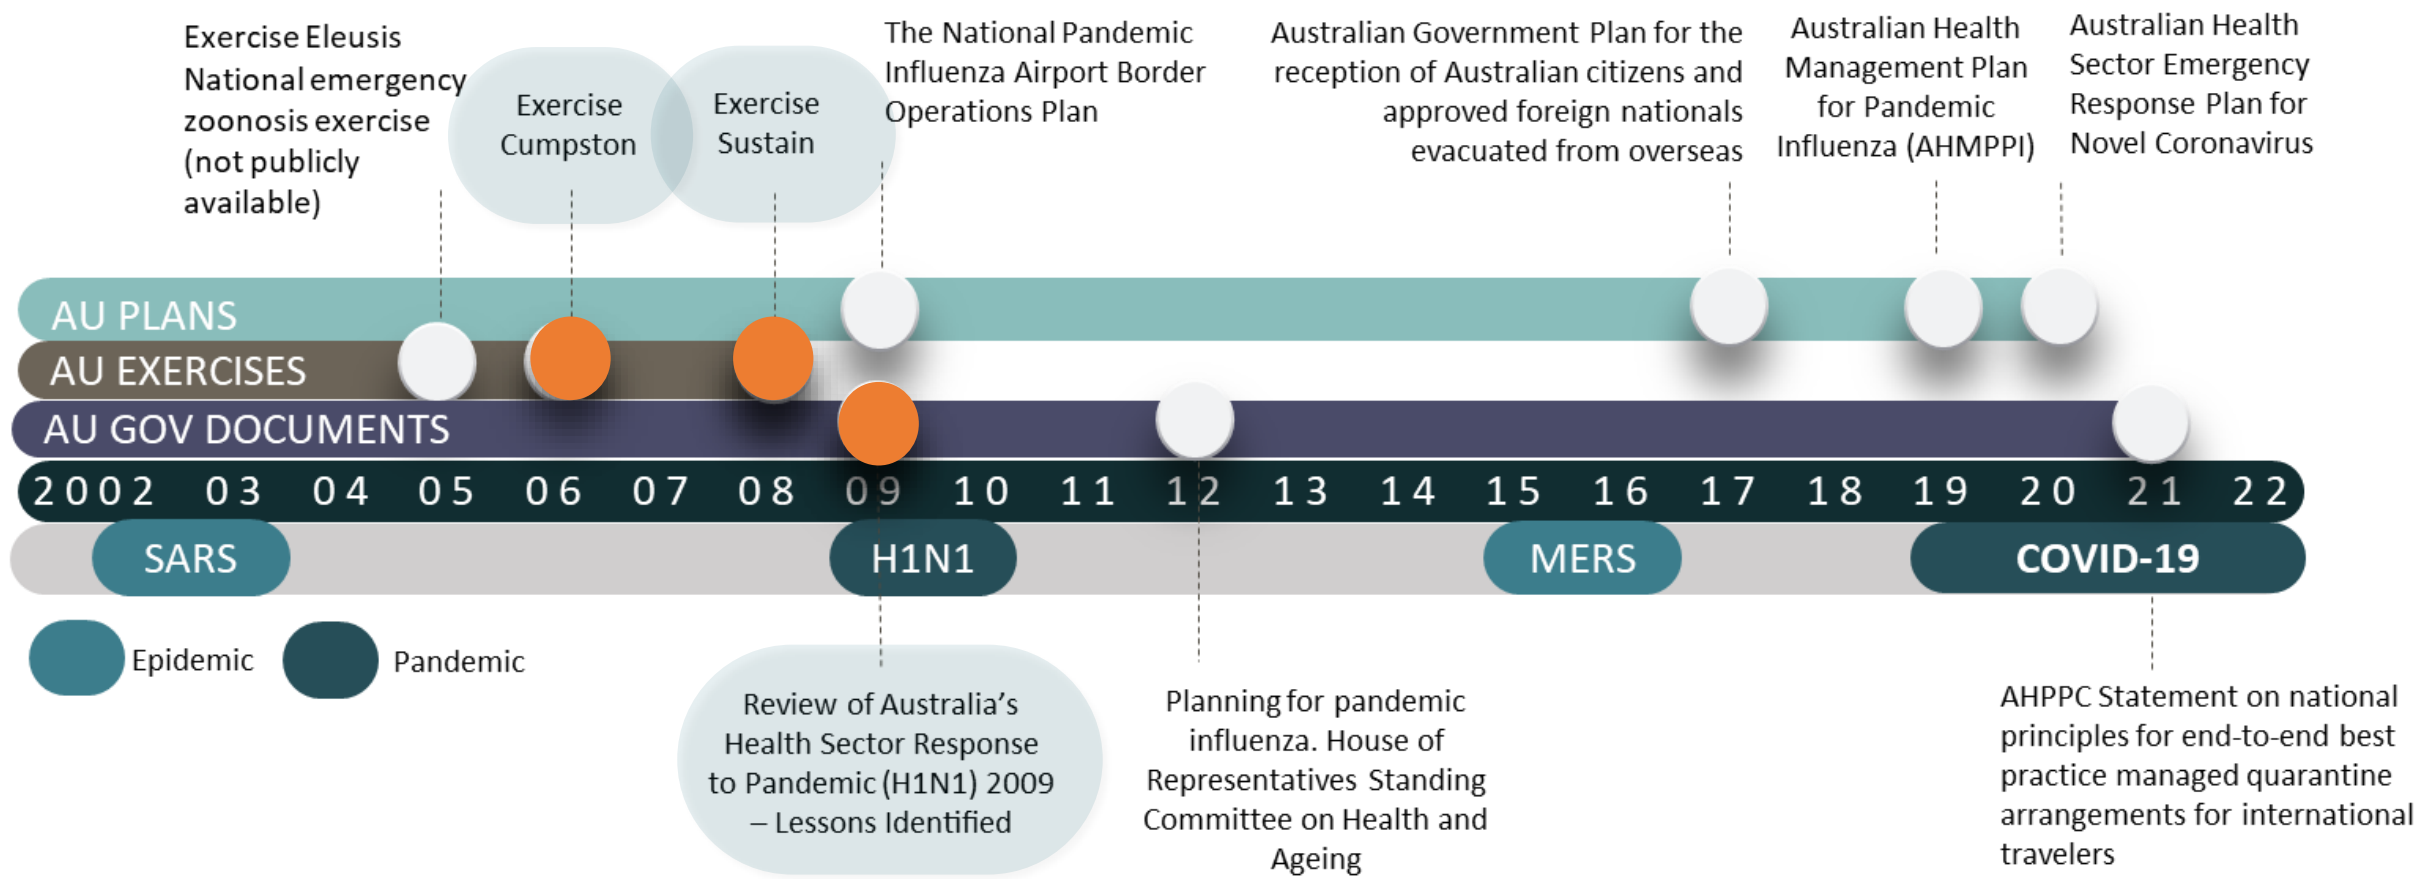 Exercise Eleusis
National emergency
zoonosis exercise
(not publicly
available)
Exercise
Cumpston
Exercise
Sustain
The National Pandemic
Influenza Airport Border
Operations Plan
Australian Government Plan for the
reception of Australian citizens and
approved foreign nationals
evacuated from overseas
Australian Health
Management Plan
for Pandemic
Influenza (AHMPPI)
Australian Health
Sector Emergency
Response Plan for
Novel Coronavirus
AU PLANS
AU EXERCISES
AU GOV DOCUMENTS
2002 03 04 05 06 07 08 09 10 11 12 13 14 15 16 17 18 19 20 21 22
SARS H1N1 MERS COVID-19
Epidemic Pandemic
Review of Australia’s
Health Sector Response
to Pandemic (H1N1) 2009
– Lessons Identified
Planning for pandemic
influenza. House of
Representatives Standing
Committee on Health and
Ageing
AHPPC Statement on national
principles for end-to-end best
practice managed quarantine
arrangements for international
travelers